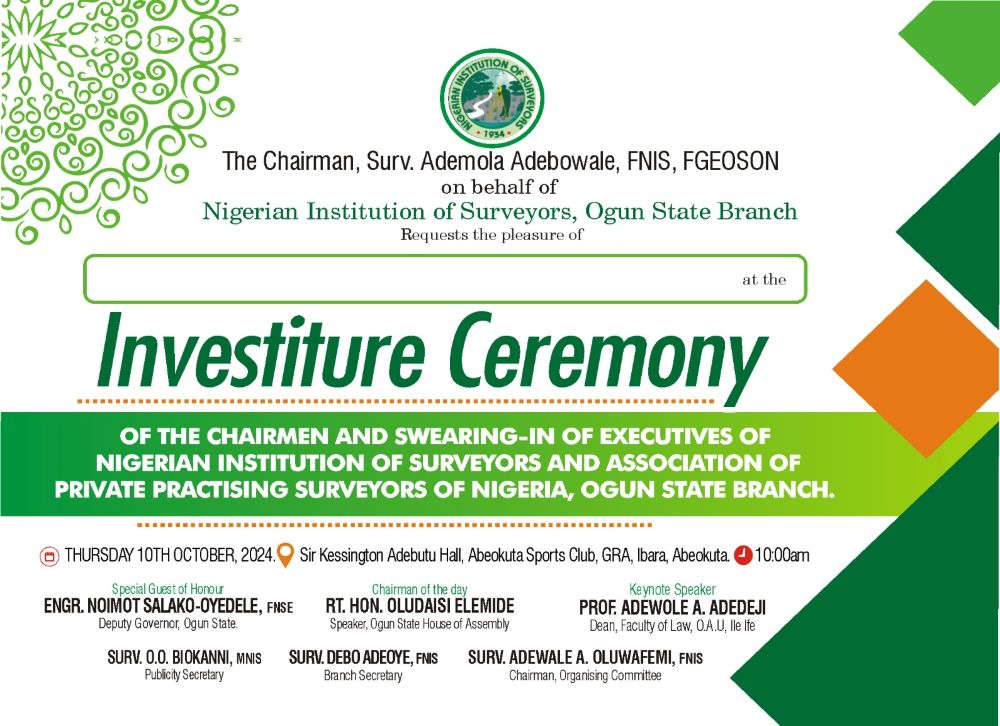 NIGERIAN INSTITUTION OF SURVEYORS
1934
The Chairman, Surv. Ademola Adebowale, FNIS, FGEOSON
on behalf of
Nigerian Institution of Surveyors, Ogun State Branch
Requests the pleasure of
at the
Investiture Ceremony
OF THE CHAIRMEN AND SWEARING-IN OF EXECUTIVES OF
NIGERIAN INSTITUTION OF SURVEYORS AND ASSOCIATION OF
PRIVATE PRACTISING SURVEYORS OF NIGERIA, OGUN STATE BRANCH.
THURSDAY 10TH OCTOBER, 2024. Sir Kessington Adebutu Hall, Abeokuta Sports Club, GRA, Ibara, Abeokuta. 10:00am
Special Guest of Honour
ENGR. NOIMOT SALAKO-OYEDELE, FNSE
Deputy Governor, Ogun State.
Chairman of the day
RT. HON. OLUDAISI ELEMIDE
Speaker, Ogun State House of Assembly
Keynote Speaker
PROF. ADEWOLE A. ADEDEJI
Dean, Faculty of Law, O.A.U, Ile Ife
SURV. O.O. BIOKANNI, MNIS
Publicity Secretary
SURV. DEBO ADEOYE, FNIS
Branch Secretary
SURV. ADEWALE A. OLUWAFEMI, FNIS
Chairman, Organising Committee